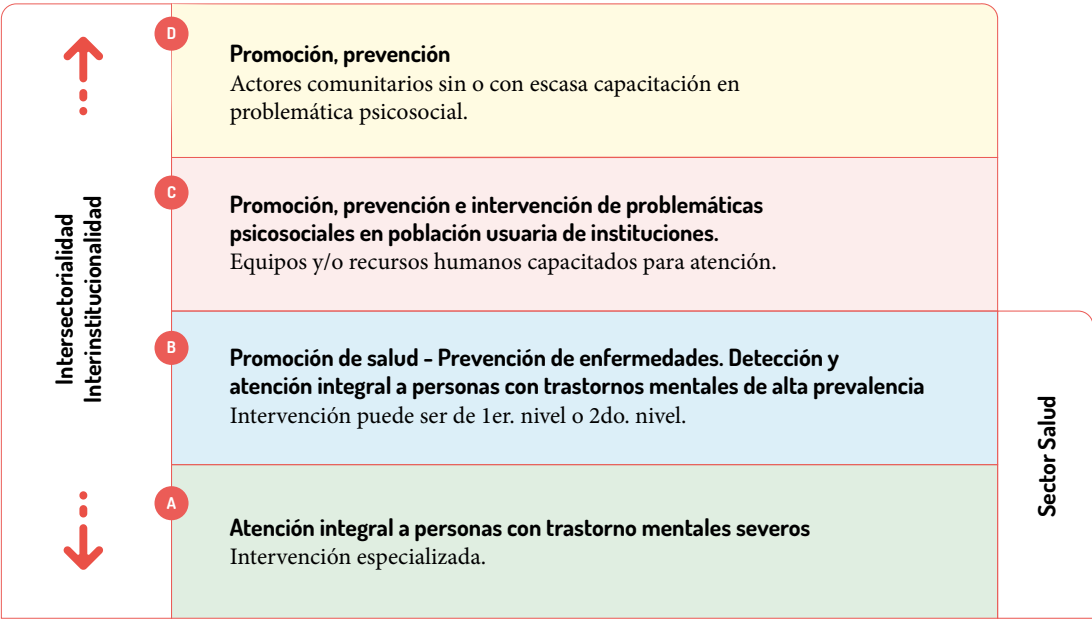 D
Promoción, prevención
Actores comunitarios sin o con escasa capacitación en
problemática psicosocial.
C
Promoción, prevención e intervención de problemáticas
psicosociales en población usuaria de instituciones.
Equipos y/o recursos humanos capacitados para atención.
Intersectorialidad
Interinstitucionalidad
B
Promoción de salud - Prevención de enfermedades. Detección y
atención integral a personas con trastornos mentales de alta prevalencia
Intervención puede ser de 1er. nivel o 2do. nivel.
Sector Salud
A
Atención integral a personas con trastorno mentales severos
Intervención especializada.